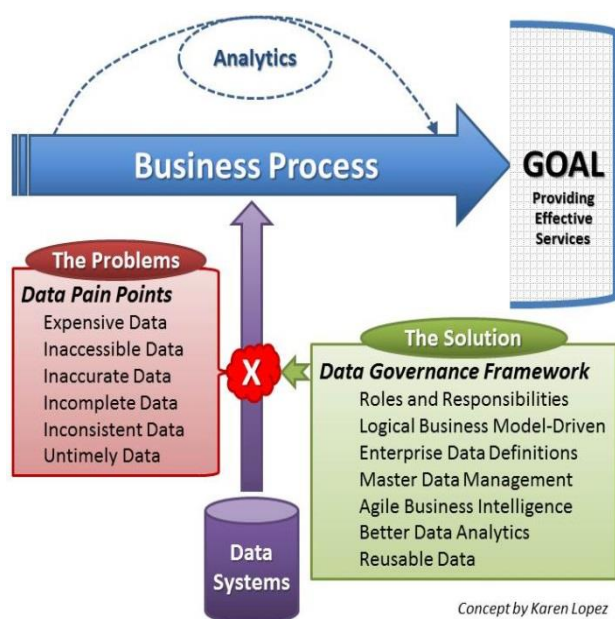 Analytics
Business Process
GOAL
Providing
Effective
Services
The Problems
Data Pain Points
Expensive Data
Inaccessible Data
Inaccurate Data
Incomplete Data
Inconsistent Data
Untimely Data
X
The Solution
Data Governance Framework
Roles and Responsibilities
Logical Business Model-Driven
Enterprise Data Definitions
Master Data Management
Agile Business Intelligence
Better Data Analytics
Reusable Data
Data
Systems
Concept by Karen Lopez